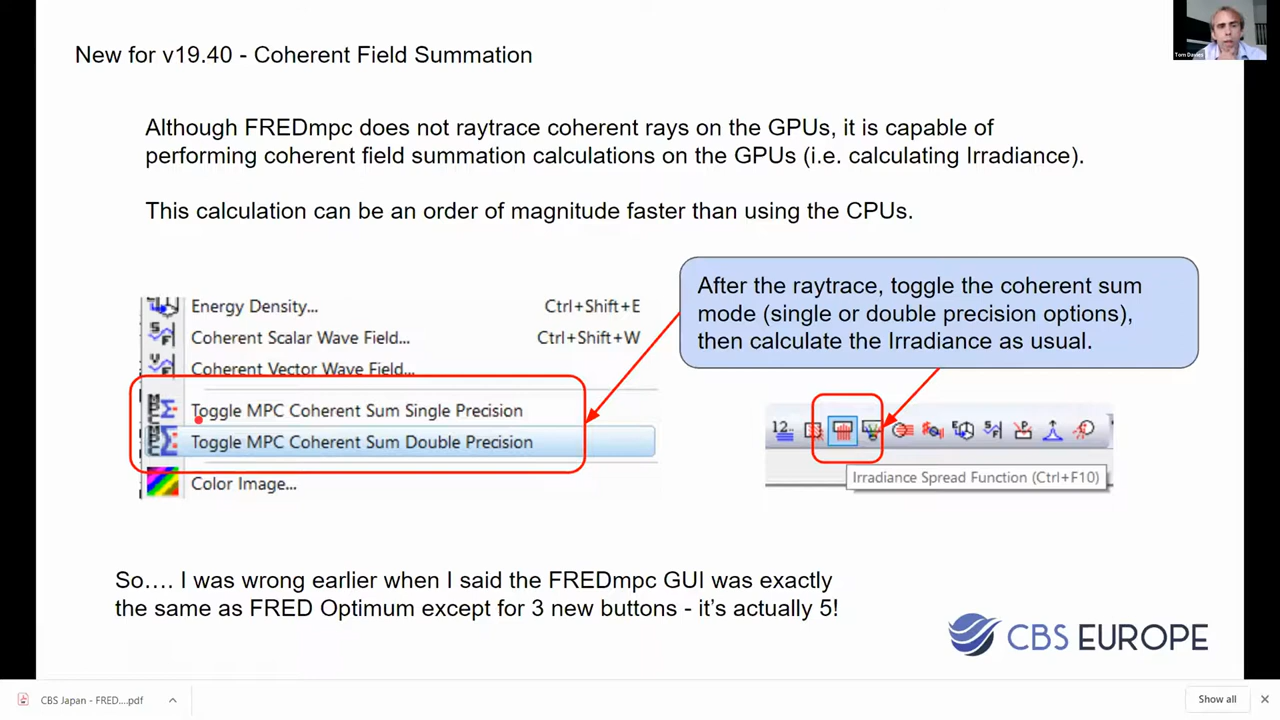 New for v19.40 - Coherent Field Summation
Tom Davies
Although FREDmpc does not raytrace coherent rays on the GPUs, it is capable of
performing coherent field summation calculations on the GPUs (i.e. calculating Irradiance).
This calculation can be an order of magnitude faster than using the CPUs.
After the raytrace, toggle the coherent sum
mode (single or double precision options),
then calculate the Irradiance as usual.
Energy Density... Ctrl+Shift+E
Coherent Scalar Wave Field... Ctrl+Shift+W
Coherent Vector Wave Field...
Toggle MPC Coherent Sum Single Precision
Toggle MPC Coherent Sum Double Precision
Color Image...
12..
Irradiance Spread Function (Ctrl+F10)
So.... I was wrong earlier when I said the FREDmpc GUI was exactly
the same as FRED Optimum except for 3 new buttons - it's actually 5!
CBS EUROPE
CBS Japan - FRED....pdf
Show all